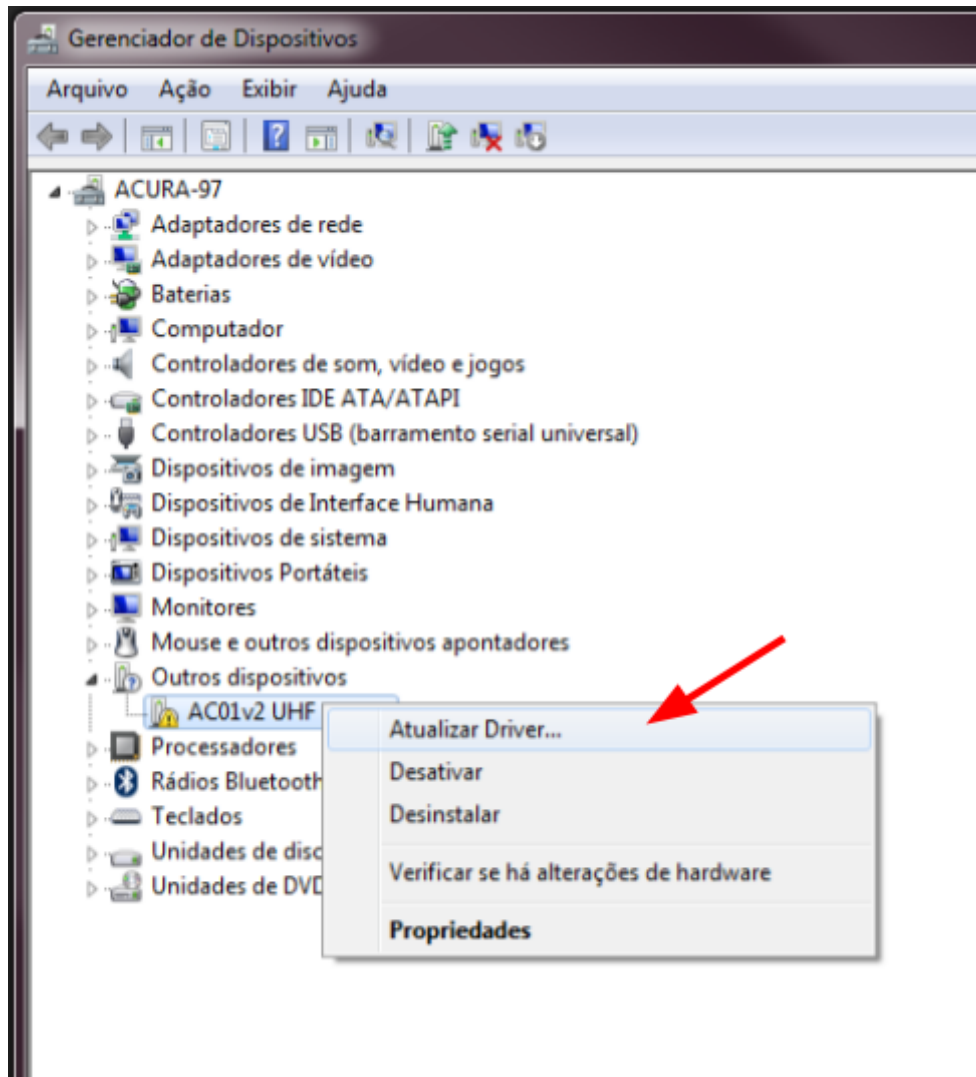 Gerenciador de Dispositivos
Arquivo Ação Exibir Ajuda
ACURA-97
Adaptadores de rede
Adaptadores de vídeo
Baterias
Computador
Controladores de som, vídeo e jogos
Controladores IDE ATA/ATAPI
Controladores USB (barramento serial universal)
Dispositivos de imagem
Dispositivos de Interface Humana
Dispositivos de sistema
Dispositivos Portáteis
Monitores
Mouse e outros dispositivos apontadores
Outros dispositivos
AC01v2 UHF
Processadores
Rádios Bluetooth
Teclados
Unidades de disc
Unidades de DVD
Atualizar Driver...
Desativar
Desinstalar
Verificar se há alterações de hardware
Propriedades